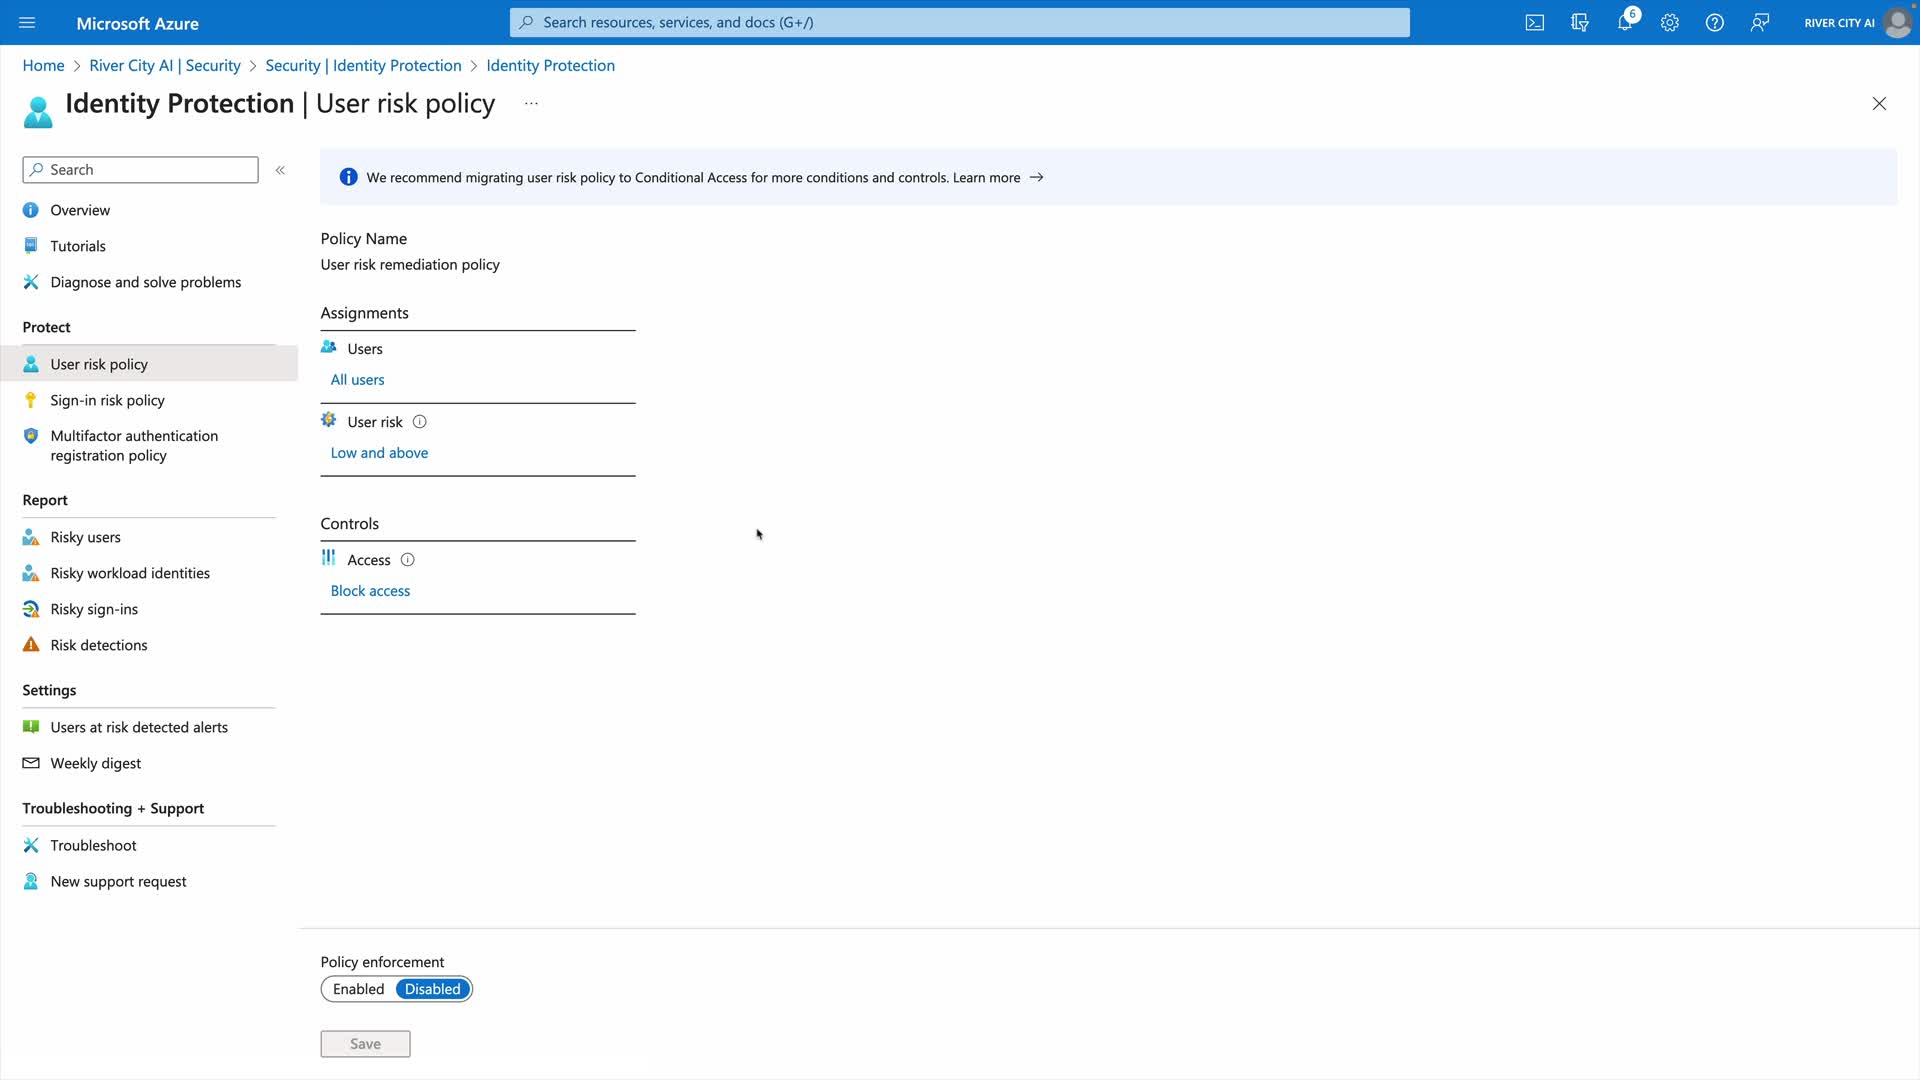 Microsoft Azure
Search resources, services, and docs (G+/)
6
RIVER CITY AI
Home > River City AI | Security > Security | Identity Protection > Identity Protection
Identity Protection | User risk policy ...
Search
«
Overview
Tutorials
Diagnose and solve problems
Protect
User risk policy
Sign-in risk policy
Multifactor authentication
registration policy
Report
Risky users
Risky workload identities
Risky sign-ins
Risk detections
Settings
Users at risk detected alerts
Weekly digest
Troubleshooting + Support
Troubleshoot
New support request
We recommend migrating user risk policy to Conditional Access for more conditions and controls. Learn more →
Policy Name
User risk remediation policy
Assignments
Users
All users
User risk
Low and above
Controls
Access
Block access
Policy enforcement
Enabled Disabled
Save